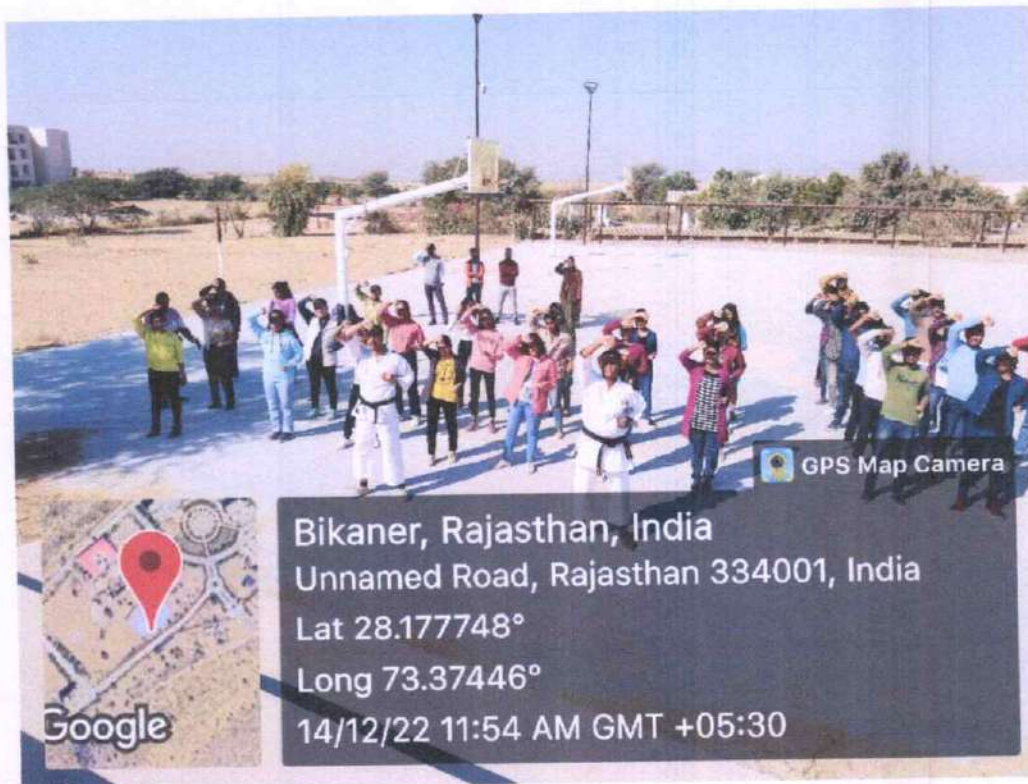 GPS Map Camera
Bikaner, Rajasthan, India
Unnamed Road, Rajasthan 334001, India
Lat 28.177748°
Long 73.37446°
14/12/22 11:54 AM GMT +05:30
Google